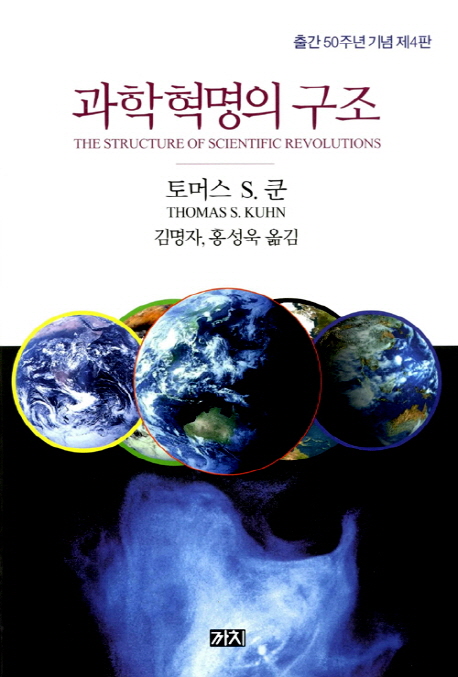 출간 50주년 기념 제4판
과학혁명의 구조
THE STRUCTURE OF SCIENTIFIC REVOLUTIONS
토머스 S. 쿤
THOMAS S. KUHN
김명자, 홍성욱 옮김
까치